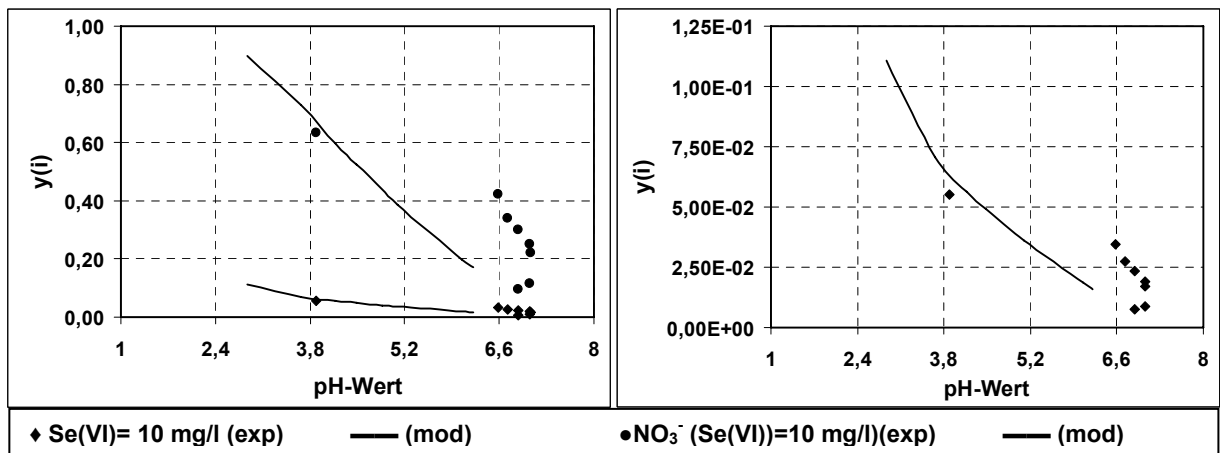 1,00
0,80
0,60
0,40
0,20
0,00
y(i)
1 2,4 3,8 5,2 6,6 8
pH-Wert
1,25E-01
1,00E-01
7,50E-02
5,00E-02
2,50E-02
0,00E+00
y(i)
1 2,4 3,8 5,2 6,6 8
pH-Wert
Se(VI)= 10 mg/l (exp) (mod) NO₃⁻ (Se(VI))=10 mg/l)(exp) (mod)